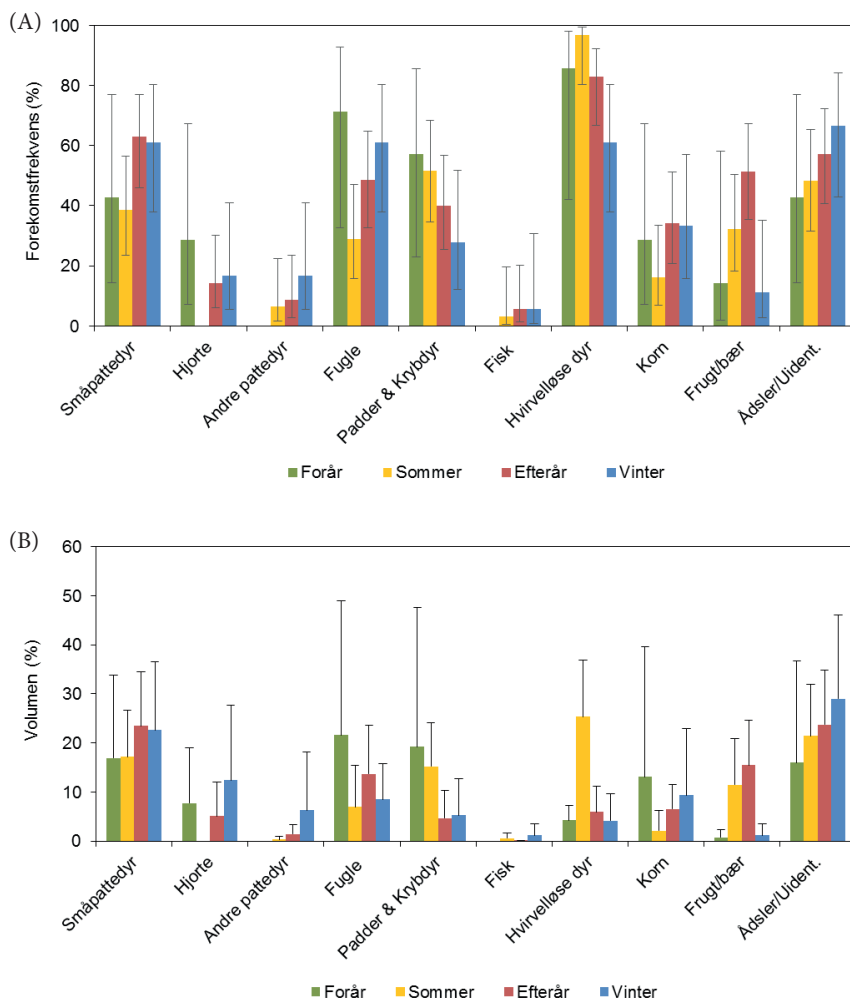 (A)
Forekomstfrekvens (%)
100
80
60
40
20
0
Småpattedyr
Hjorte
Andre pattedyr
Fugle
Padder & Krybdyr
Fisk
Hvirvelløse dyr
Korn
Frugt/bær
Ådsler/Uident.
Forår Sommer Efterår Vinter
(B)
Volumen (%)
60
50
40
30
20
10
0
Småpattedyr
Hjorte
Andre pattedyr
Fugle
Padder & Krybdyr
Fisk
Hvirvelløse dyr
Korn
Frugt/bær
Ådsler/Uident.
Forår Sommer Efterår Vinter